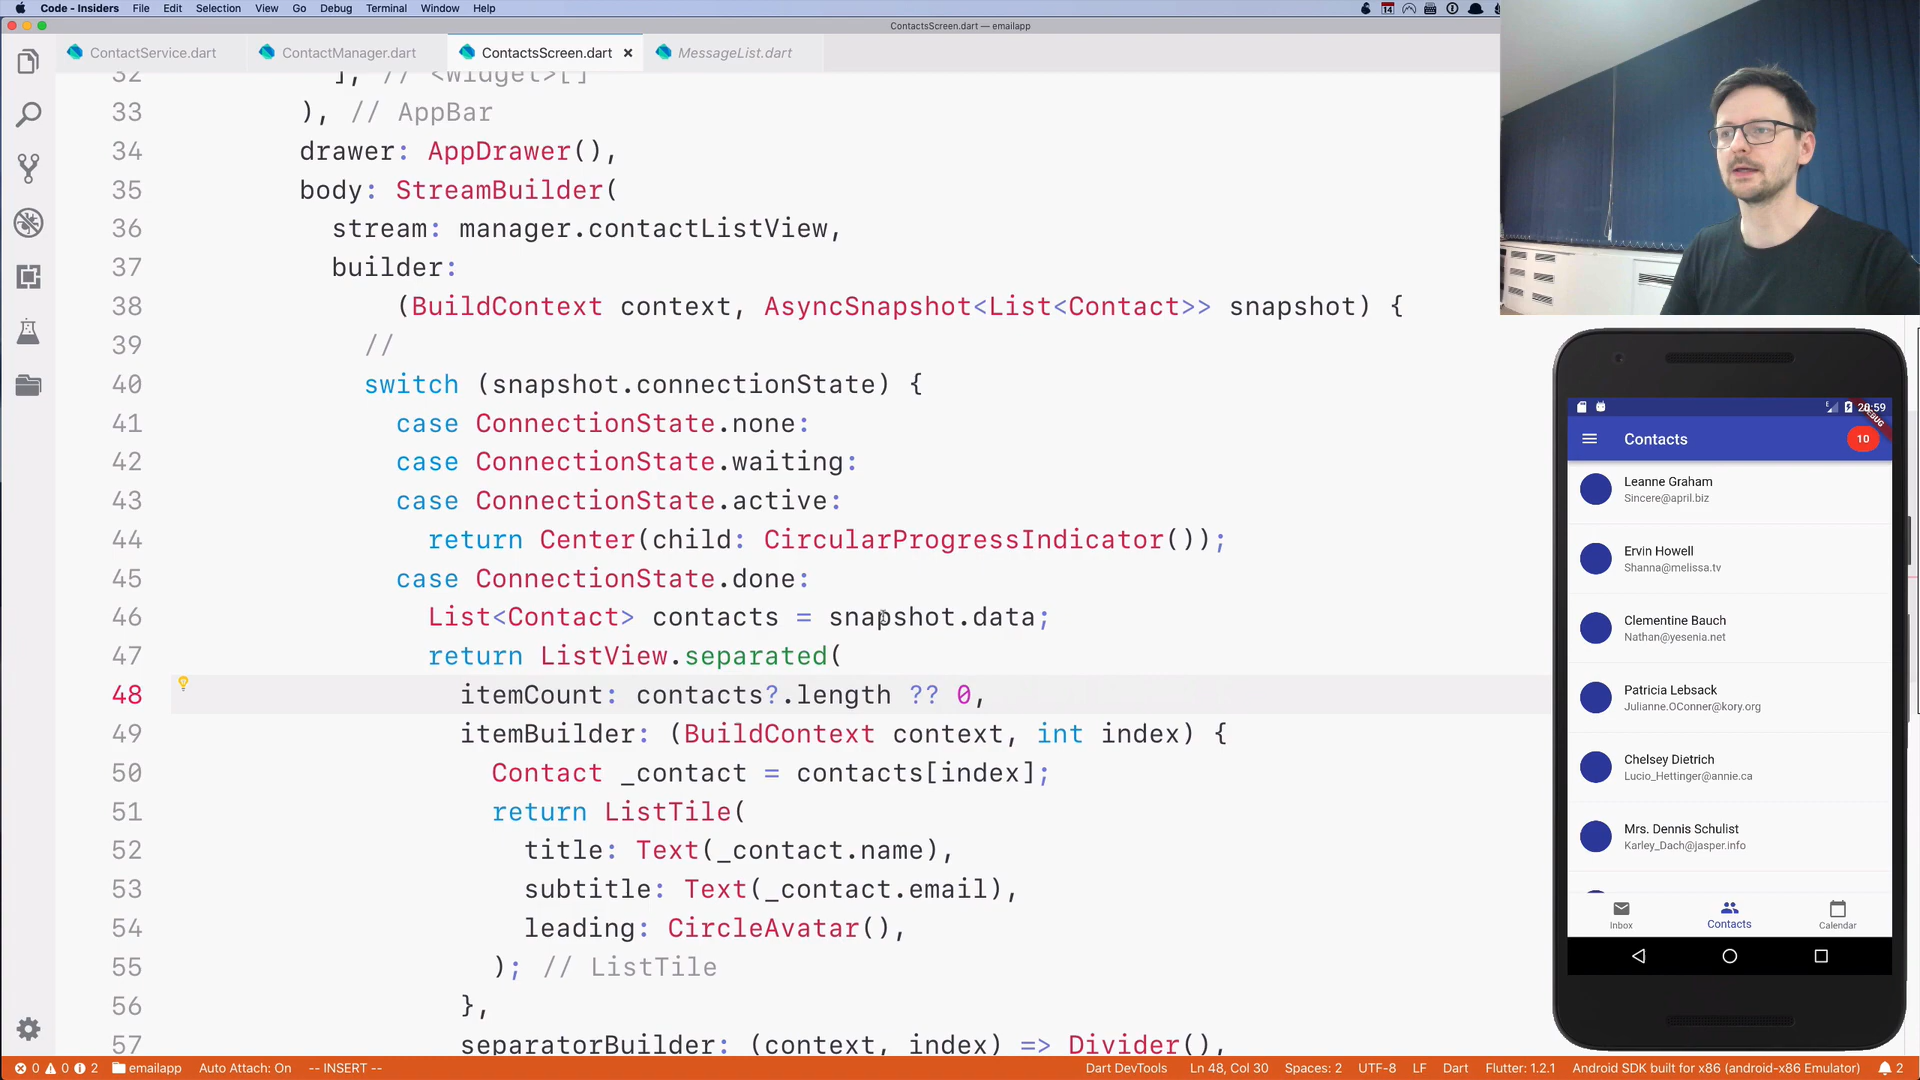 Code - Insiders File Edit Selection View Go Debug Terminal Window Help 14
ContactsScreen.dart — emailapp
ContactService.dart ContactManager.dart ContactsScreen.dart MessageList.dart
32 ], // <Widget>[]
33 ), // AppBar
34 drawer: AppDrawer(),
35 body: StreamBuilder(
36 stream: manager.contactListView,
37 builder:
38 (BuildContext context, AsyncSnapshot<List<Contact>> snapshot) {
39 //
40 switch (snapshot.connectionState) {
41 case ConnectionState.none:
42 case ConnectionState.waiting:
43 case ConnectionState.active:
44 return Center(child: CircularProgressIndicator());
45 case ConnectionState.done:
46 List<Contact> contacts = snapshot.data;
47 return ListView.separated(
48 itemCount: contacts?.length ?? 0,
49 itemBuilder: (BuildContext context, int index) {
50 Contact _contact = contacts[index];
51 return ListTile(
52 title: Text(_contact.name),
53 subtitle: Text(_contact.email),
54 leading: CircleAvatar(),
55 ); // ListTile
56 },
57 separatorBuilder: (context, index) => Divider(),
20:59
DEBUG
Contacts 10
Leanne Graham
Sincere@april.biz
Ervin Howell
Shanna@melissa.tv
Clementine Bauch
Nathan@yesenia.net
Patricia Lebsack
Julianne.OConner@kory.org
Chelsey Dietrich
Lucio_Hettinger@annie.ca
Mrs. Dennis Schulist
Karley_Dach@jasper.info
Inbox Contacts Calendar
0 0 2 emailapp Auto Attach: On -- INSERT -- Dart DevTools Ln 48, Col 30 Spaces: 2 UTF-8 LF Dart Flutter: 1.2.1 Android SDK built for x86 (android-x86 Emulator) 2